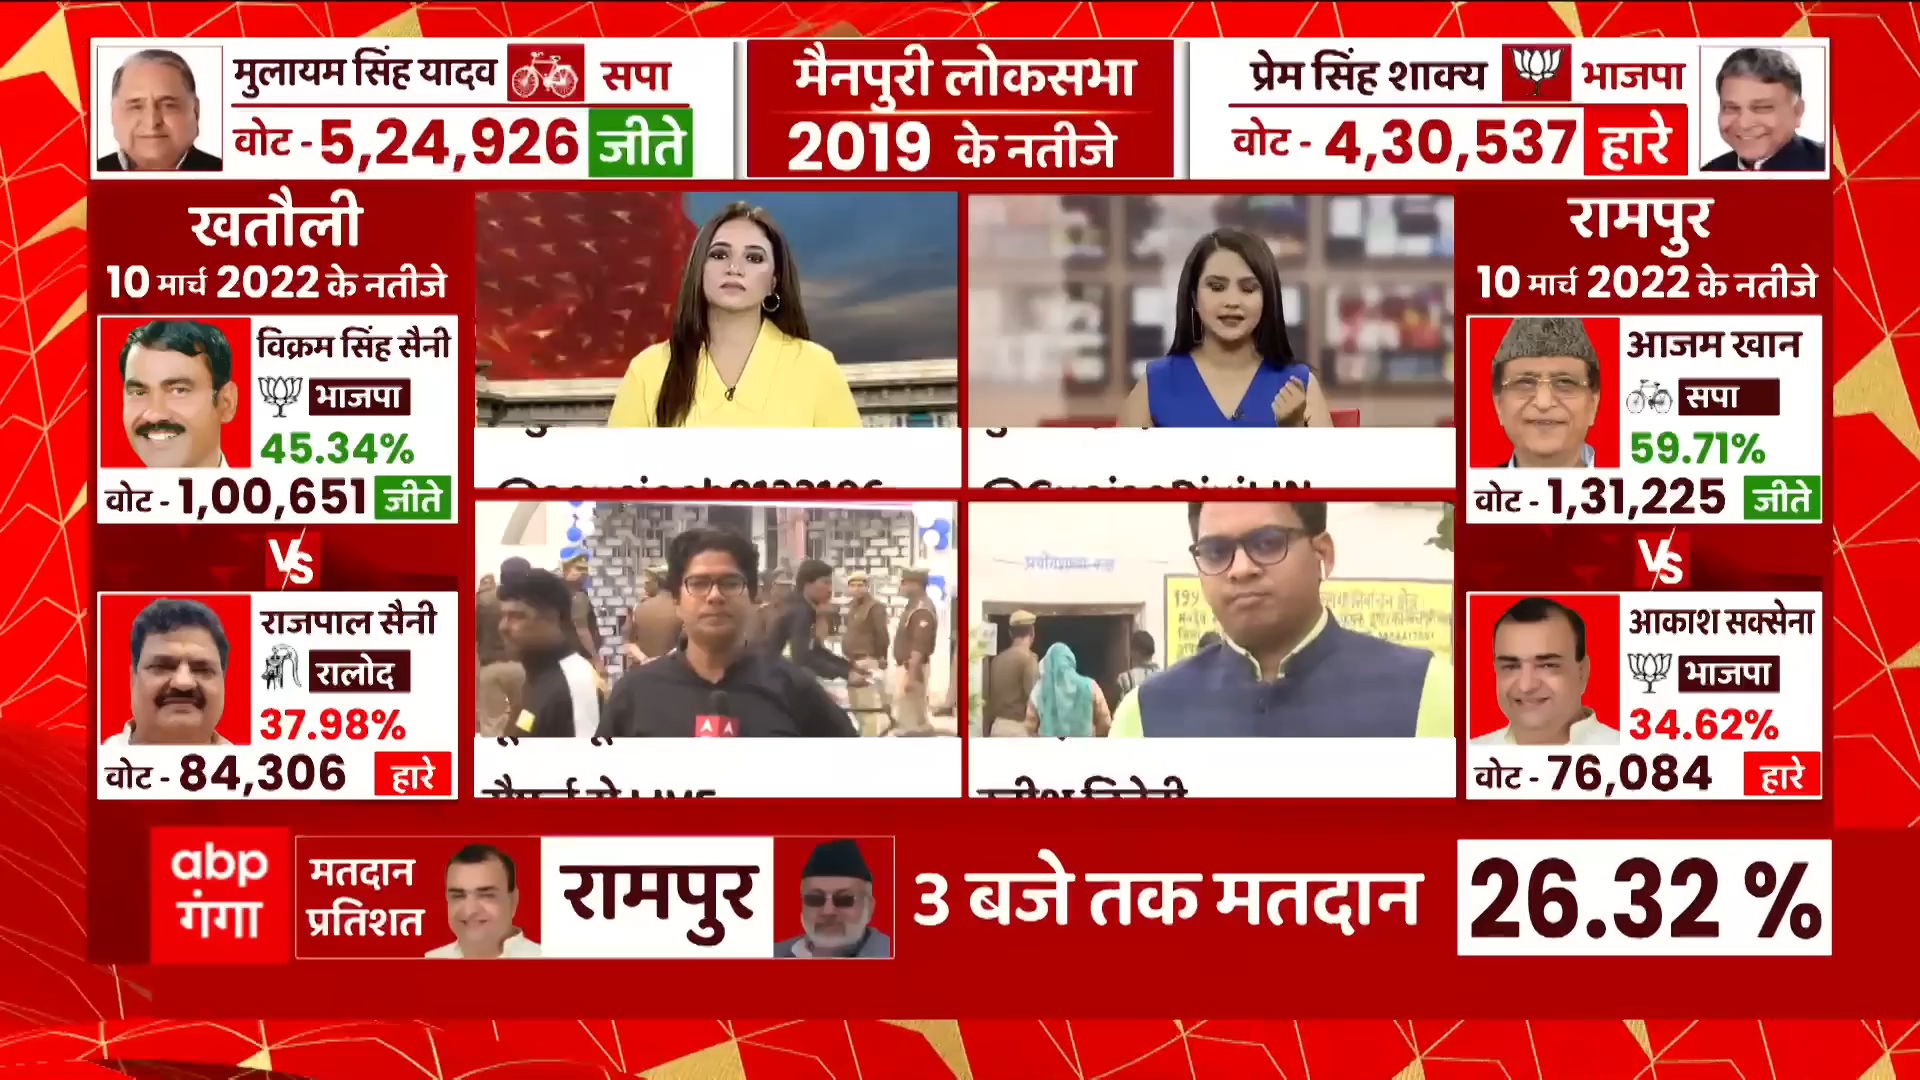 मुलायम सिंह यादव सपा
वोट - 5,24,926 जीते
मैनपुरी लोकसभा
2019 के नतीजे
प्रेम सिंह शाक्य भाजपा
वोट - 4,30,537 हारे
खतौली
10 मार्च 2022 के नतीजे
विक्रम सिंह सैनी
भाजपा
45.34%
वोट - 1,00,651 जीते
VS
राजपाल सैनी
रालोद
37.98%
वोट - 84,306 हारे
रामपुर
10 मार्च 2022 के नतीजे
आजम खान
सपा
59.71%
वोट - 1,31,225 जीते
VS
आकाश सक्सेना
भाजपा
34.62%
वोट - 76,084 हारे
abp
गंगा
मतदान
प्रतिशत
रामपुर
3 बजे तक मतदान
26.32 %